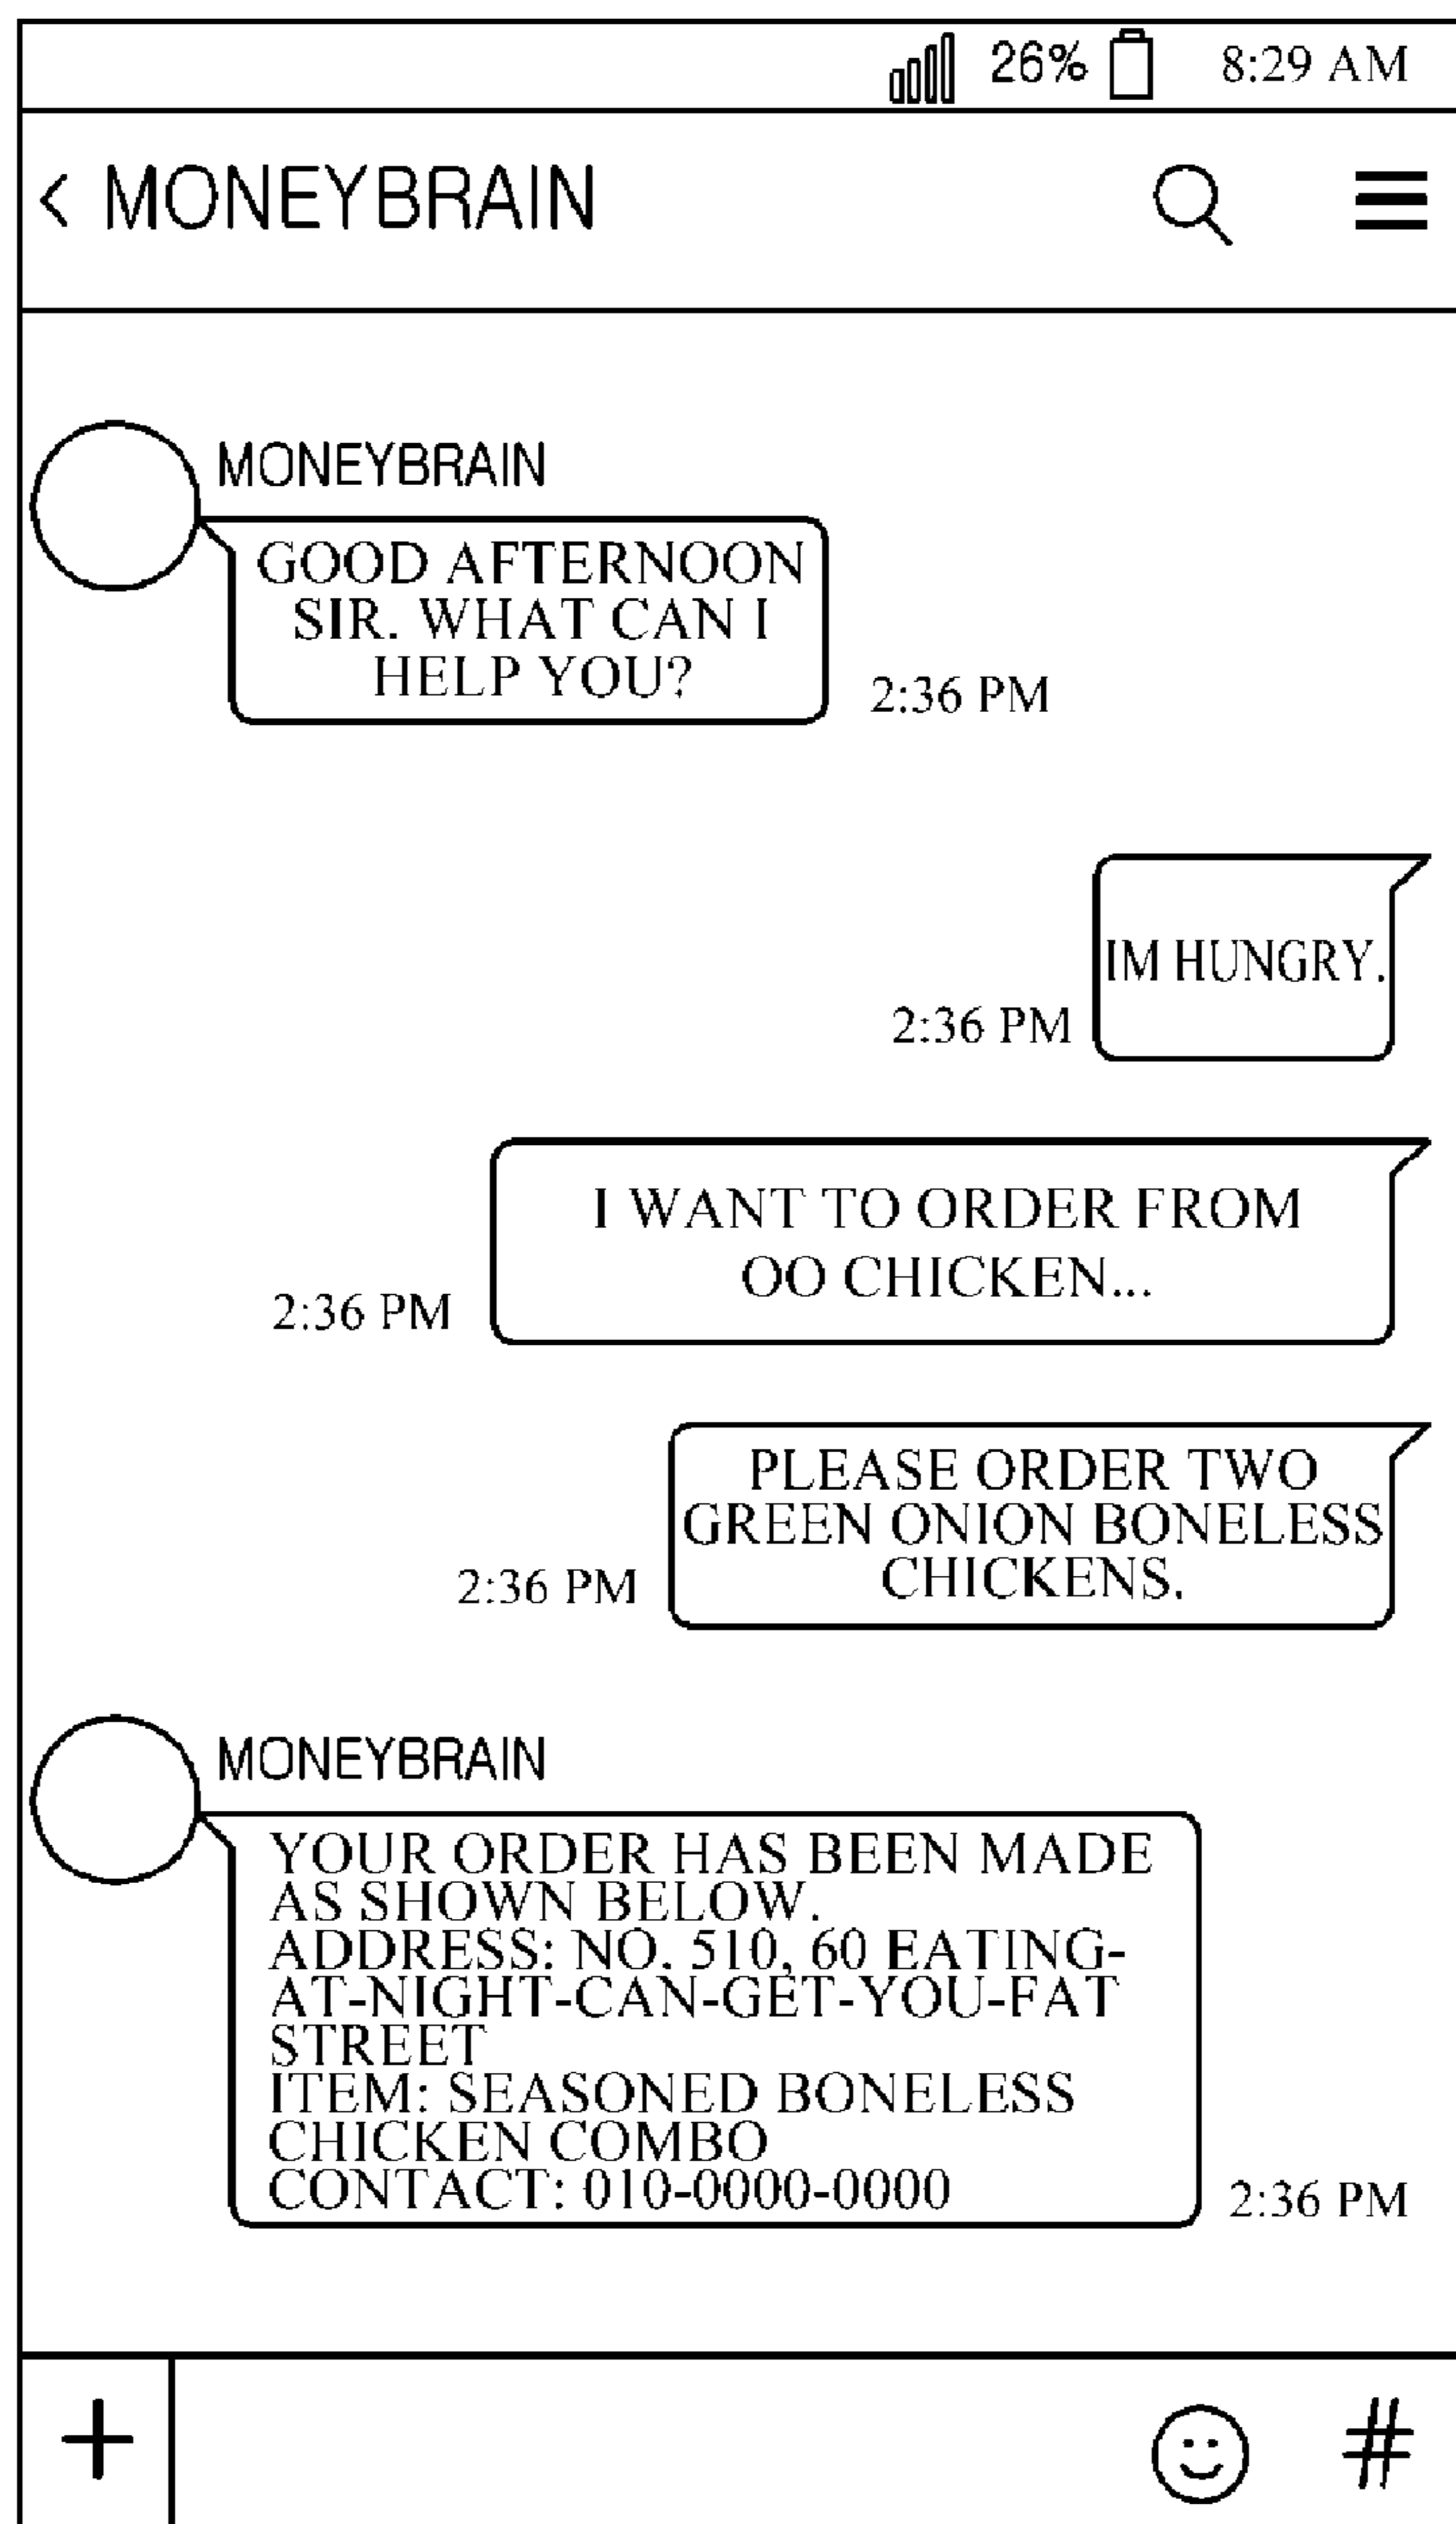 26% 8:29 AM
< MONEYBRAIN
MONEYBRAIN
GOOD AFTERNOON
SIR. WHAT CAN I
HELP YOU?
2:36 PM
IM HUNGRY.
2:36 PM
I WANT TO ORDER FROM
OO CHICKEN...
2:36 PM
PLEASE ORDER TWO
GREEN ONION BONELESS
CHICKENS.
2:36 PM
MONEYBRAIN
YOUR ORDER HAS BEEN MADE
AS SHOWN BELOW.
ADDRESS: NO. 510, 60 EATING-
AT-NIGHT-CAN-GET-YOU-FAT
STREET
ITEM: SEASONED BONELESS
CHICKEN COMBO
CONTACT: 010-0000-0000
2:36 PM
+ #